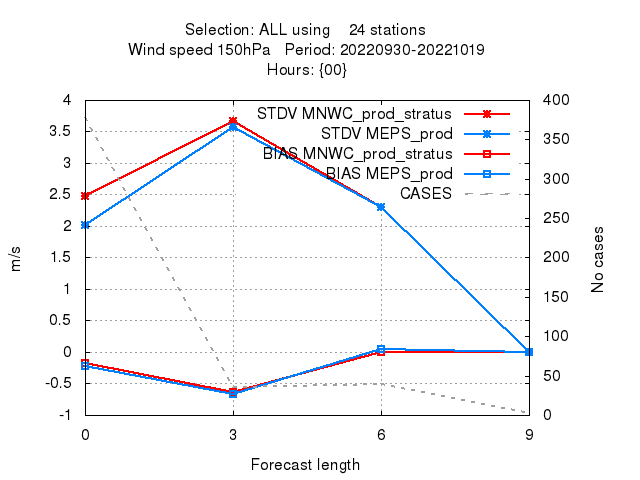 Selection: ALL using    24 stations
Wind speed 150hPa   Period: 20220930-20221019
Hours: {00}
STDV MNWC_prod_stratus
STDV MEPS_prod
BIAS MNWC_prod_stratus
BIAS MEPS_prod
CASES
4
3.5
3
2.5
2
1.5
1
0.5
0
-0.5
-1
m/s
400
350
300
250
200
150
100
50
0
No cases
0 3 6 9
Forecast length